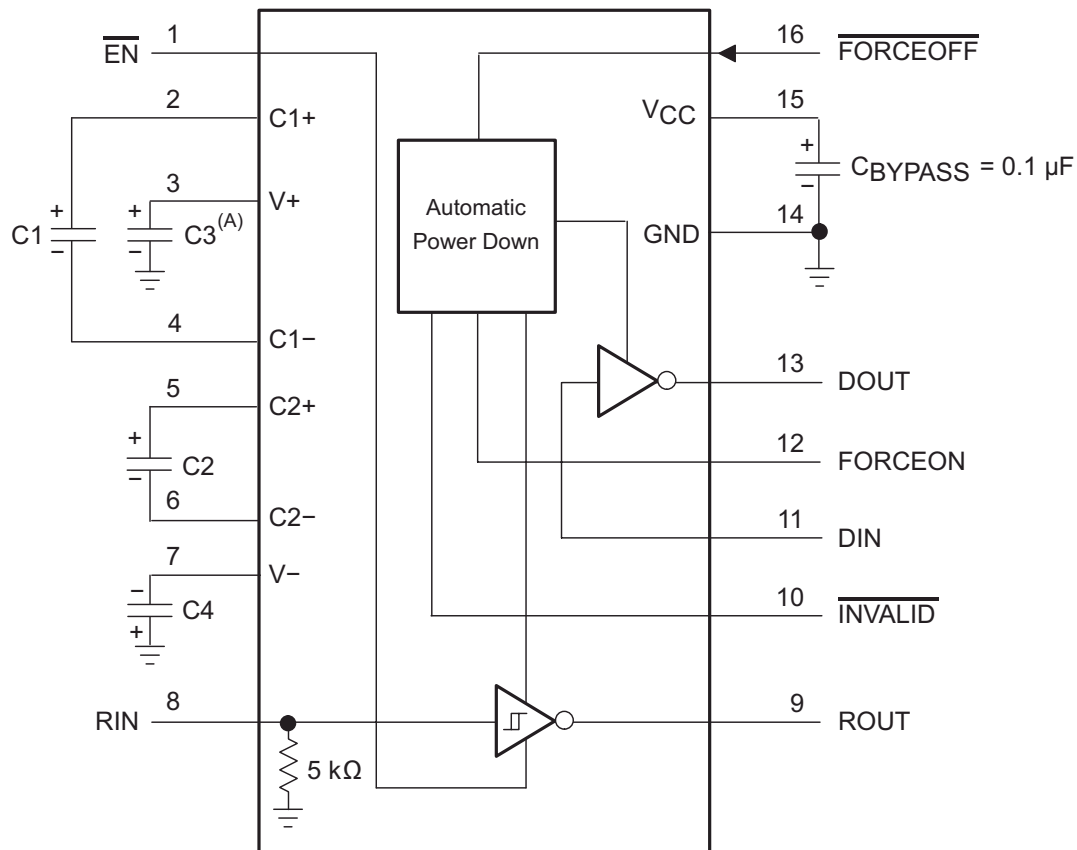 1
EN
16
FORCEOFF
2
C1+
VCC
15
+
−
CBYPASS = 0.1 µF
3
V+
+
−
C1
+
−
C3(A)
Automatic
Power Down
14
GND
4
C1−
13
DOUT
5
C2+
+
−
C2
12
FORCEON
6
C2−
11
DIN
7
V−
−
+
C4
10
INVALID
8
RIN
9
ROUT
5 kΩ